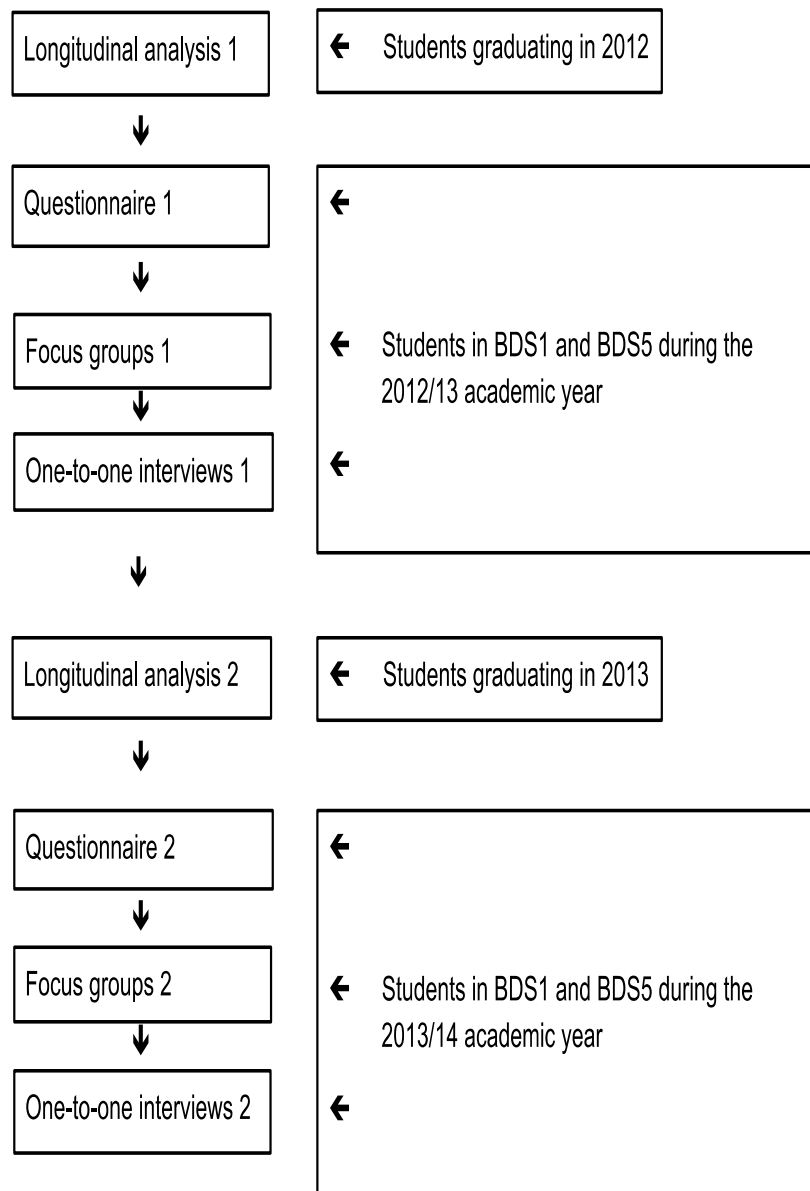 Longitudinal analysis 1
← Students graduating in 2012
↓
Questionnaire 1
←
↓
Focus groups 1
← Students in BDS1 and BDS5 during the
2012/13 academic year
↓
One-to-one interviews 1
←
↓
Longitudinal analysis 2
← Students graduating in 2013
↓
Questionnaire 2
←
↓
Focus groups 2
← Students in BDS1 and BDS5 during the
2013/14 academic year
↓
One-to-one interviews 2
←